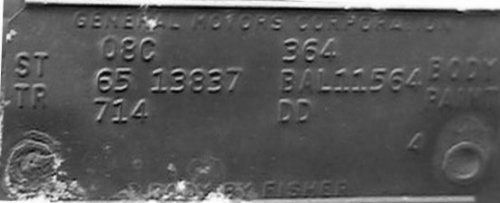 GENERAL MOTORS CORPORATION
08C 364
ST 65 13837 BAL11564 BODY
TR 714 DD PAINT
4
BODY BY FISHER